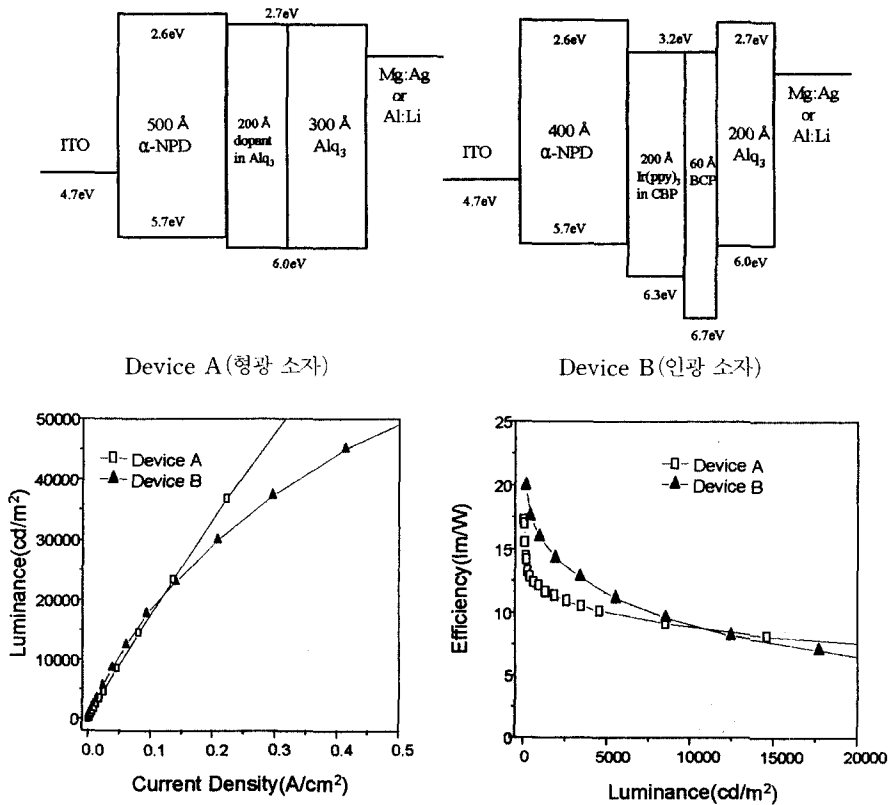 2.6eV
2.7eV
Mg:Ag
or
Al:Li
ITO
500 Å
α-NPD
200 Å
dopant
in Alq₃
300 Å
Alq₃
4.7eV
5.7eV
6.0eV
Device A(형광 소자)
2.6eV
3.2eV
2.7eV
Mg:Ag
or
Al:Li
ITO
400 Å
α-NPD
200 Å
Ir(ppy)₃
in CBP
60 Å
BCP
200 Å
Alq₃
4.7eV
5.7eV
6.0eV
6.3eV
6.7eV
Device B(인광 소자)
Luminance(cd/m²)
50000
40000
30000
20000
10000
0
Device A
Device B
0.0 0.1 0.2 0.3 0.4 0.5
Current Density(A/cm²)
Efficiency(lm/W)
25
20
15
10
5
0
Device A
Device B
0 5000 10000 15000 20000
Luminance(cd/m²)